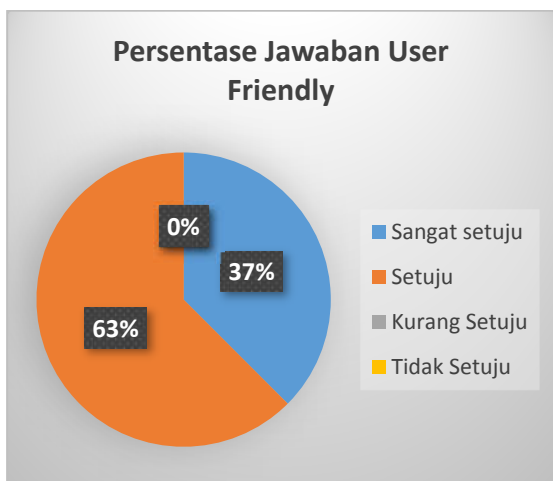 Persentase Jawaban User
Friendly
0%
37%
63%
Sangat setuju
Setuju
Kurang Setuju
Tidak Setuju